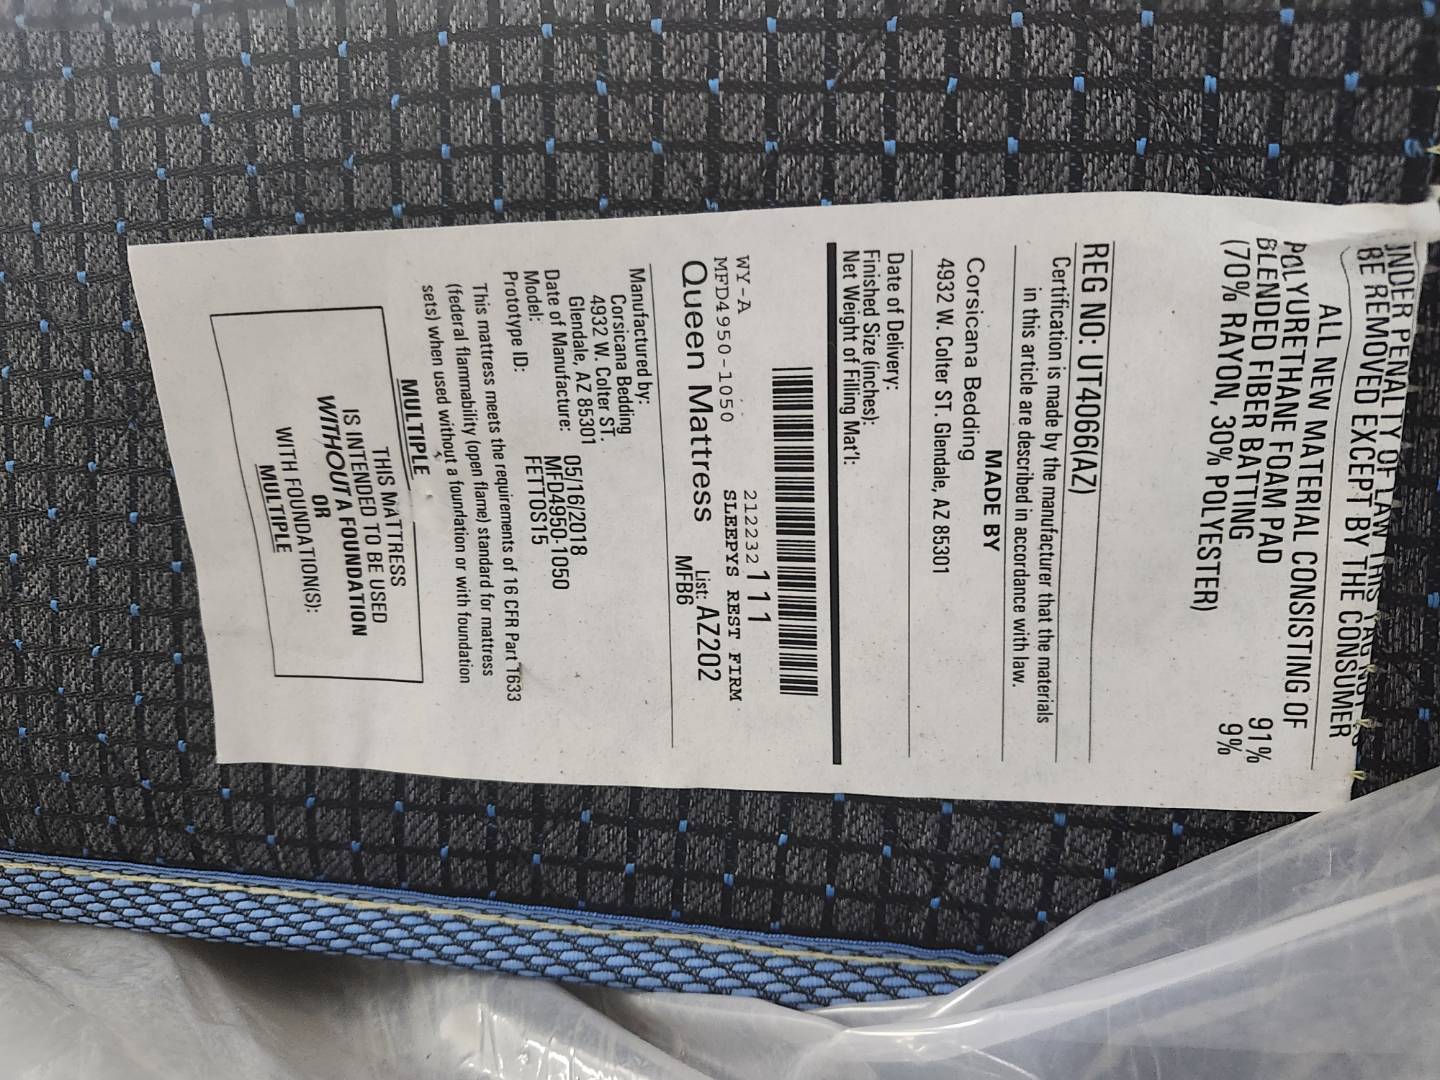 UNDER PENALTY OF LAW THIS TAG NOT
BE REMOVED EXCEPT BY THE CONSUMER
ALL NEW MATERIAL CONSISTING OF
POLYURETHANE FOAM PAD 91%
BLENDED FIBER BATTING 9%
(70% RAYON, 30% POLYESTER)
REG NO: UT4066(AZ)
Certification is made by the manufacturer that the materials
in this article are described in accordance with law.
MADE BY
Corsicana Bedding
4932 W. Colter ST. Glendale, AZ 85301
Date of Delivery:
Finished Size (inches):
Net Weight of Filling Mat'l:
212232111
WY-A SLEEPYS REST FIRM
MFD4950-1050
Queen Mattress List: AZ202
MFB6
Manufactured by:
Corsicana Bedding
4932 W. Colter ST.
Glendale, AZ 85301
Date of Manufacture: 05/16/2018
Model: MFD4950-1050
Prototype ID: FETTOS15
This mattress meets the requirements of 16 CFR Part 1633
(federal flammability (open flame) standard for mattress
sets) when used without a foundation or with foundation
MULTIPLE
THIS MATTRESS
IS INTENDED TO BE USED
WITHOUT A FOUNDATION
OR
WITH FOUNDATION(S):
MULTIPLE